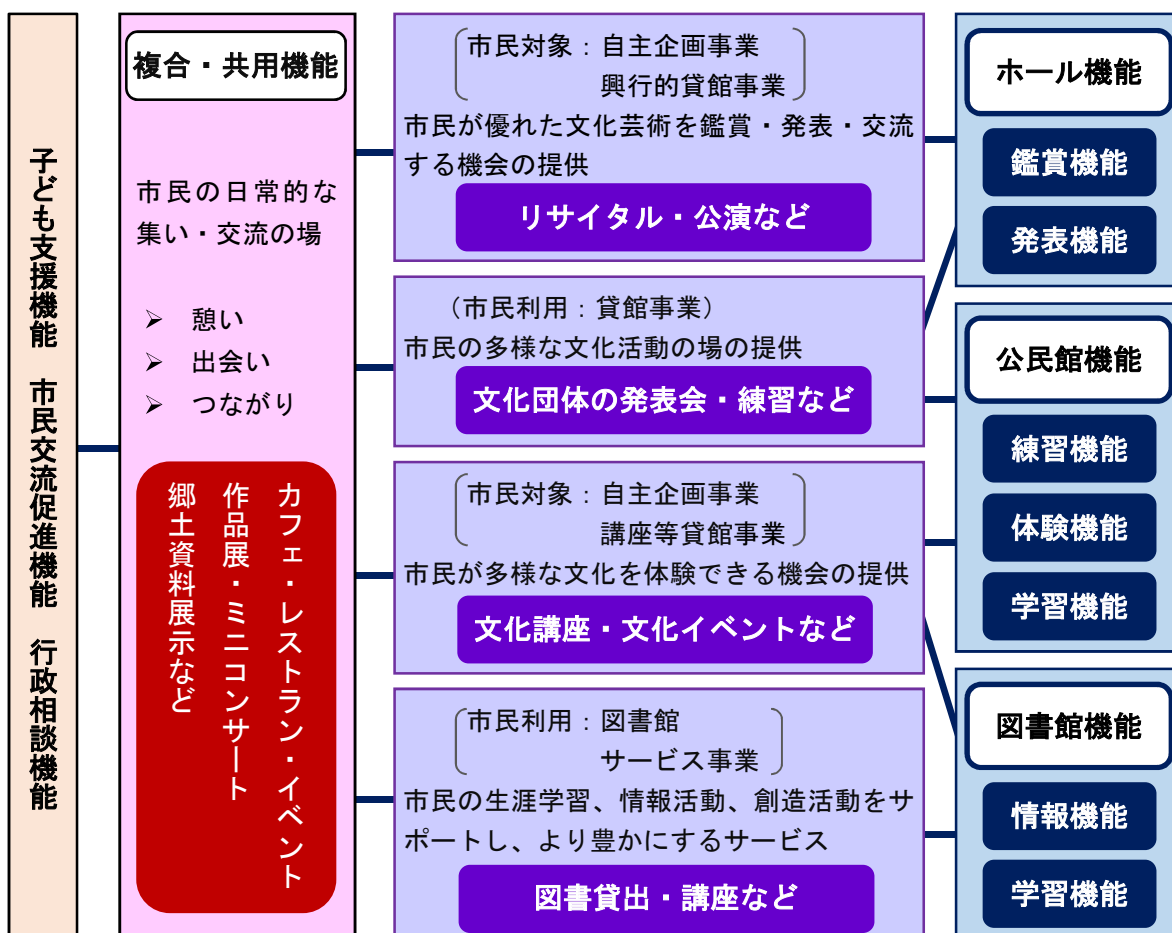 子ども支援機能　市民交流促進機能　行政相談機能
複合・共用機能
市民の日常的な
集い・交流の場
➢ 憩い
➢ 出会い
➢ つながり
カフェ・レストラン・イベント
作品展・ミニコンサート
郷土資料展示など
市民対象：自主企画事業
興行的貸館事業
市民が優れた文化芸術を鑑賞・発表・交流
する機会の提供
リサイタル・公演など
（市民利用：貸館事業）
市民の多様な文化活動の場の提供
文化団体の発表会・練習など
市民対象：自主企画事業
講座等貸館事業
市民が多様な文化を体験できる機会の提供
文化講座・文化イベントなど
市民利用：図書館
サービス事業
市民の生涯学習、情報活動、創造活動をサ
ポートし、より豊かにするサービス
図書貸出・講座など
ホール機能
鑑賞機能
発表機能
公民館機能
練習機能
体験機能
学習機能
図書館機能
情報機能
学習機能